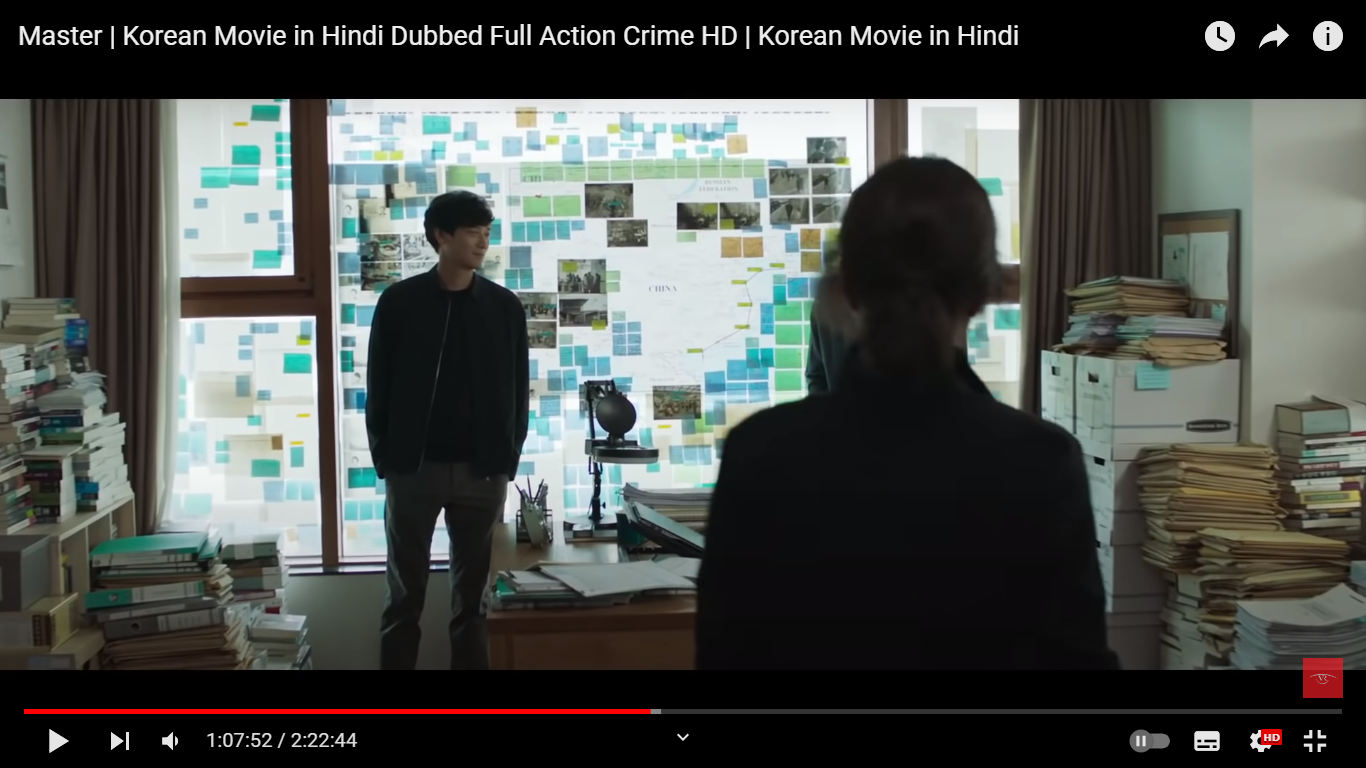 Master | Korean Movie in Hindi Dubbed Full Action Crime HD | Korean Movie in Hindi
RUSSIAN
FEDERATION
CHINA
1:07:52 / 2:22:44
HD